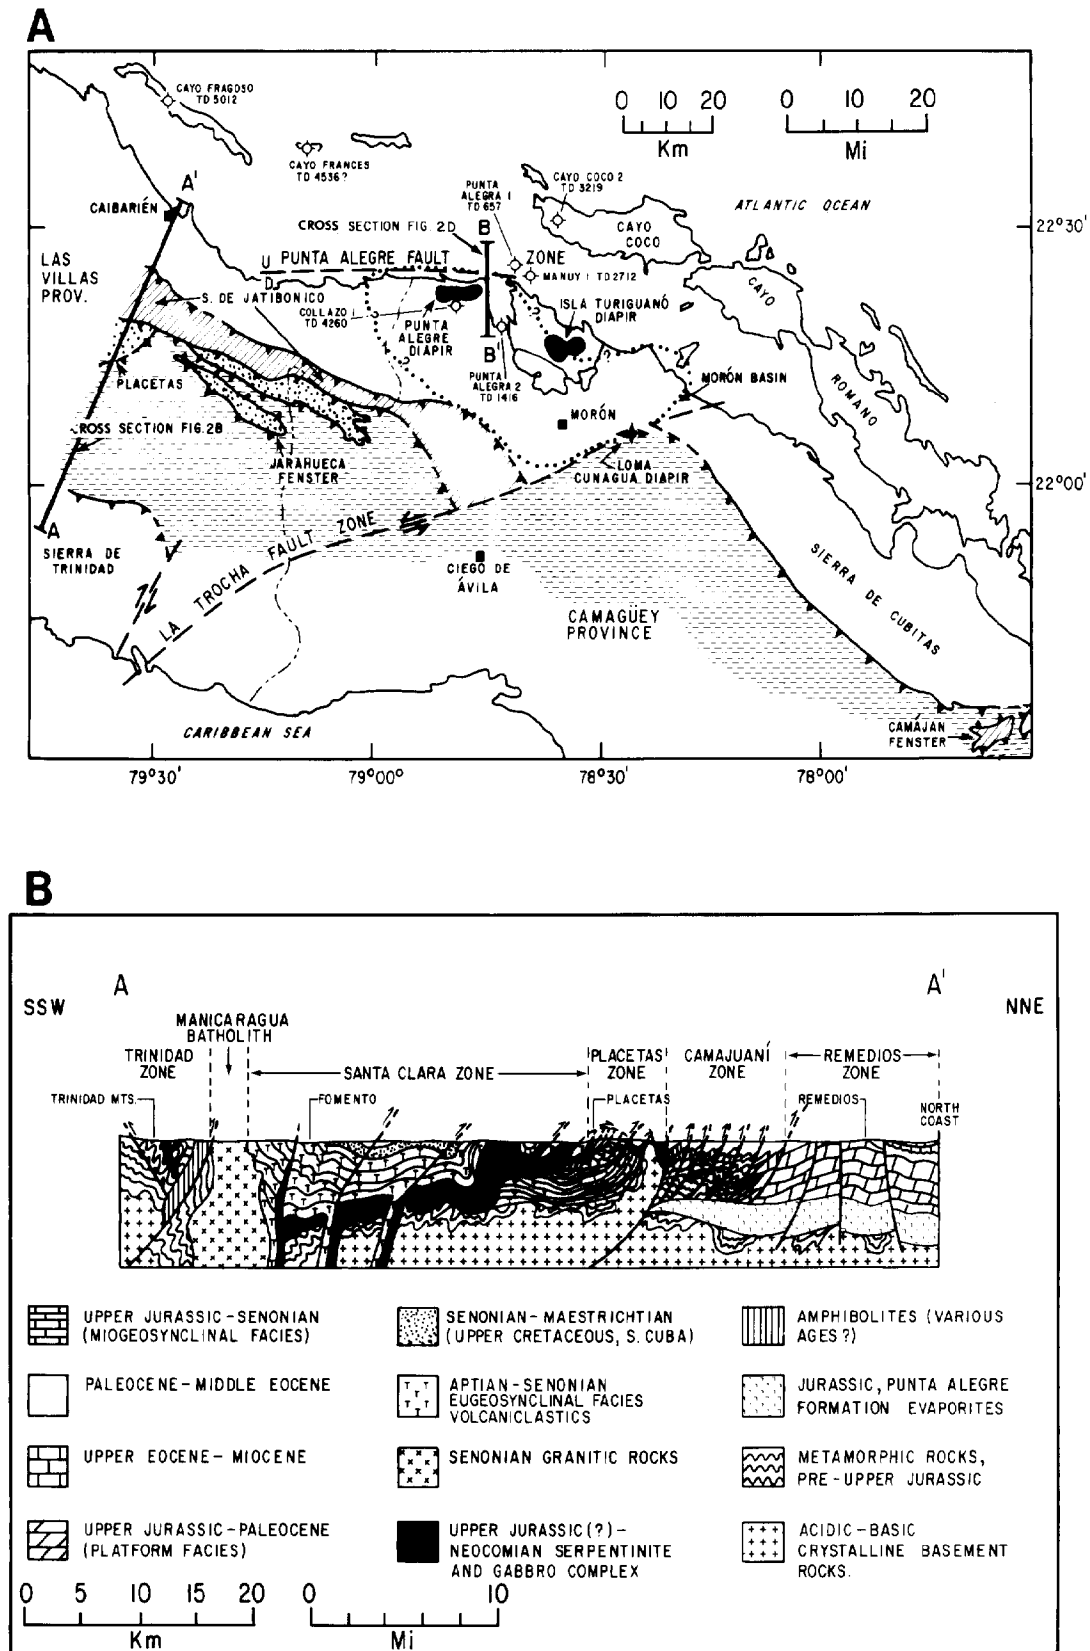 A
CAYO FRAGOSO
TD 5012
0 10 20
Km
0 10 20
Mi
CAYO FRANCES
TD 4536?
A'
CAIBARIÉN
PUNTA
ALEGRA 1
TD 657
CAYO COCO 2
TD 3219
ATLANTIC OCEAN
CROSS SECTION FIG. 2D
B
CAYO
COCO
22°30'
LAS
VILLAS
PROV.
U
D
PUNTA ALEGRE FAULT ZONE
MANUY 1 TD 2712
CAYO
ROMANO
S. DE JATIBONICO
COLLAZO 1
TD 4260
PUNTA
ALEGRE
DIAPIR
ISLA TURIGUANÓ
DIAPIR
?
?
?
B'
PUNTA
ALEGRA 2
TD 1416
MORÓN BASIN
PLACETAS
MORÓN
CROSS SECTION FIG.2B
JARAHUECA
FENSTER
LOMA
CUNAGUA DIAPIR
22°00'
A
SIERRA DE
TRINIDAD
LA TROCHA FAULT ZONE
CIEGO DE
ÁVILA
SIERRA DE CUBITAS
CAMAGÜEY
PROVINCE
CARIBBEAN SEA
CAMAJAN
FENSTER
79°30'
79°00°
78°30'
78°00'
B
A
A'
SSW
NNE
MANICARAGUA
BATHOLITH
TRINIDAD
ZONE
SANTA CLARA ZONE
PLACETAS
ZONE
CAMAJUANÍ
ZONE
REMEDIOS
ZONE
TRINIDAD MTS.
FOMENTO
PLACETAS
REMEDIOS
NORTH
COAST
UPPER JURASSIC-SENONIAN
(MIOGEOSYNCLINAL FACIES)
PALEOCENE-MIDDLE EOCENE
UPPER EOCENE-MIOCENE
UPPER JURASSIC-PALEOCENE
(PLATFORM FACIES)
SENONIAN-MAESTRICHTIAN
(UPPER CRETACEOUS, S. CUBA)
APTIAN-SENONIAN
EUGEOSYNCLINAL FACIES
VOLCANICLASTICS
SENONIAN GRANITIC ROCKS
UPPER JURASSIC(?)-
NEOCOMIAN SERPENTINITE
AND GABBRO COMPLEX
AMPHIBOLITES (VARIOUS
AGES?)
JURASSIC, PUNTA ALEGRE
FORMATION EVAPORITES
METAMORPHIC ROCKS,
PRE-UPPER JURASSIC
ACIDIC-BASIC
CRYSTALLINE BASEMENT
ROCKS.
0 5 10 15 20
Km
0 10
Mi